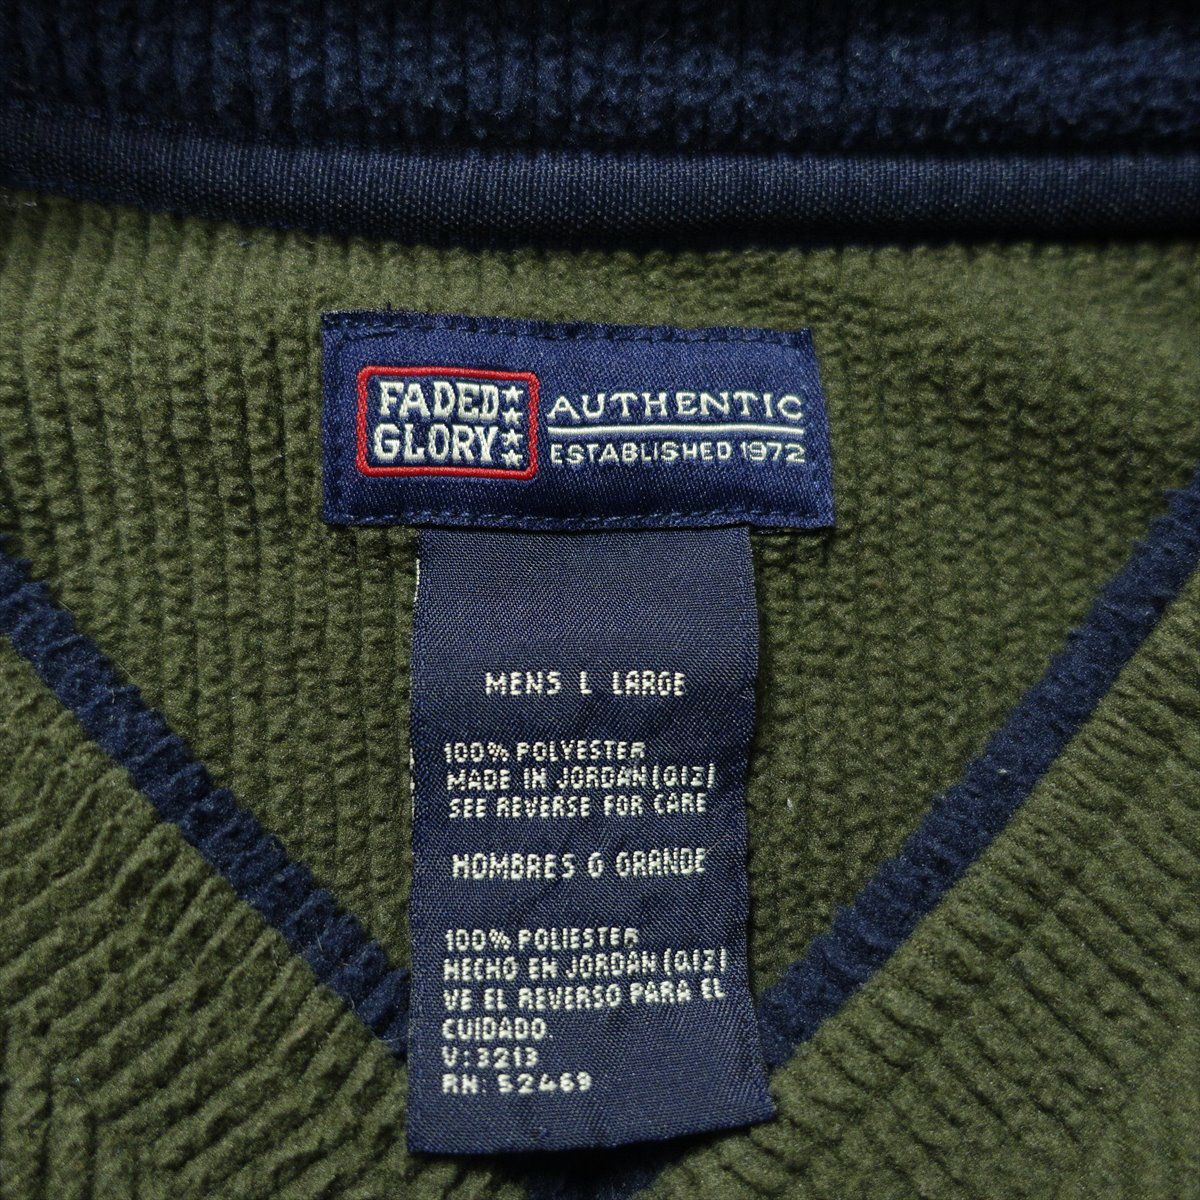 FADED
GLORY
AUTHENTIC
ESTABLISHED 1972
MENS L LARGE
100% POLYESTER
MADE IN JORDAN (QIZ)
SEE REVERSE FOR CARE
HOMBRES G GRANDE
100% POLIESTER
HECHO EN JORDAN (QIZ)
VE EL REVERSO PARA EL
CUIDADO.
V: 3213
RN: 52469